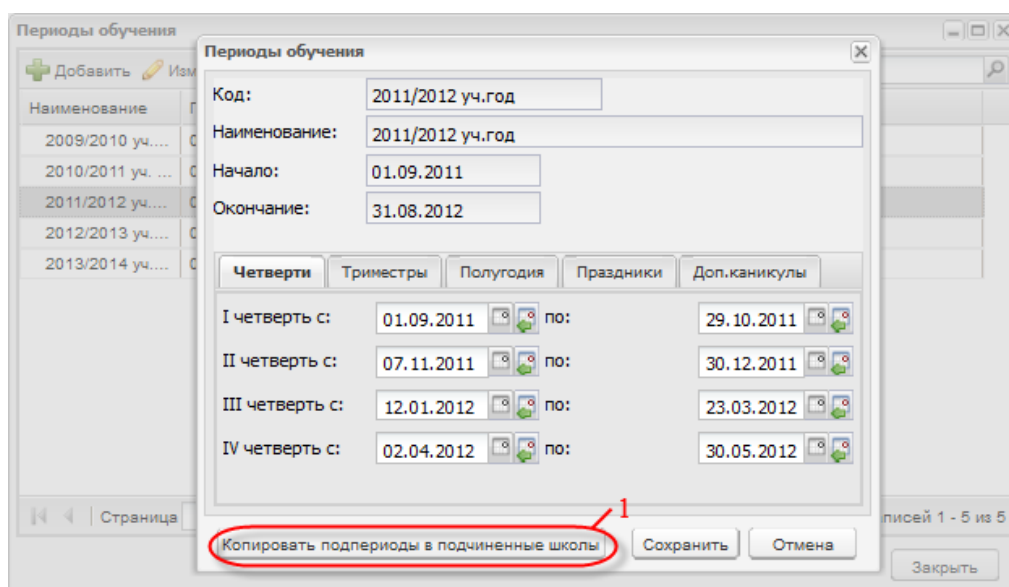 Периоды обучения
Добавить Изм
Наименование
2009/2010 уч....
2010/2011 уч. ...
2011/2012 уч....
2012/2013 уч....
2013/2014 уч....
Страница
писей 1 - 5 из 5
Закрыть
Периоды обучения
Код: 2011/2012 уч.год
Наименование: 2011/2012 уч.год
Начало: 01.09.2011
Окончание: 31.08.2012
Четверти Триместры Полугодия Праздники Доп.каникулы
I четверть с: 01.09.2011 по: 29.10.2011
II четверть с: 07.11.2011 по: 30.12.2011
III четверть с: 12.01.2012 по: 23.03.2012
IV четверть с: 02.04.2012 по: 30.05.2012
1
Копировать подпериоды в подчиненные школы Сохранить Отмена